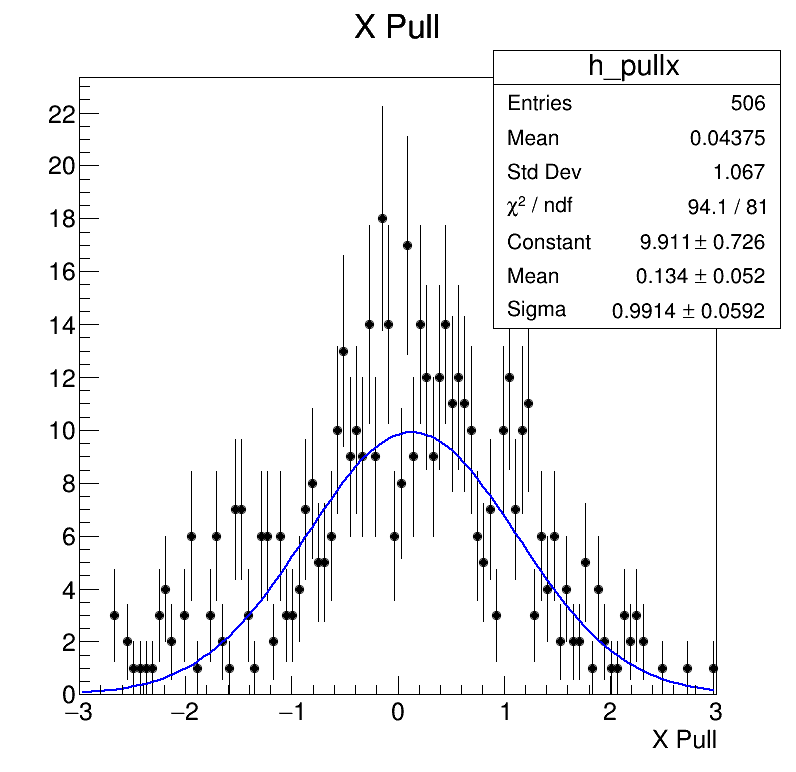 X Pull
h_pullx
Entries 506
Mean 0.04375
Std Dev 1.067
χ² / ndf 94.1 / 81
Constant 9.911 ± 0.726
Mean 0.134 ± 0.052
Sigma 0.9914 ± 0.0592
22
20
18
16
14
12
10
8
6
4
2
0
−3 −2 −1 0 1 2 3
X Pull